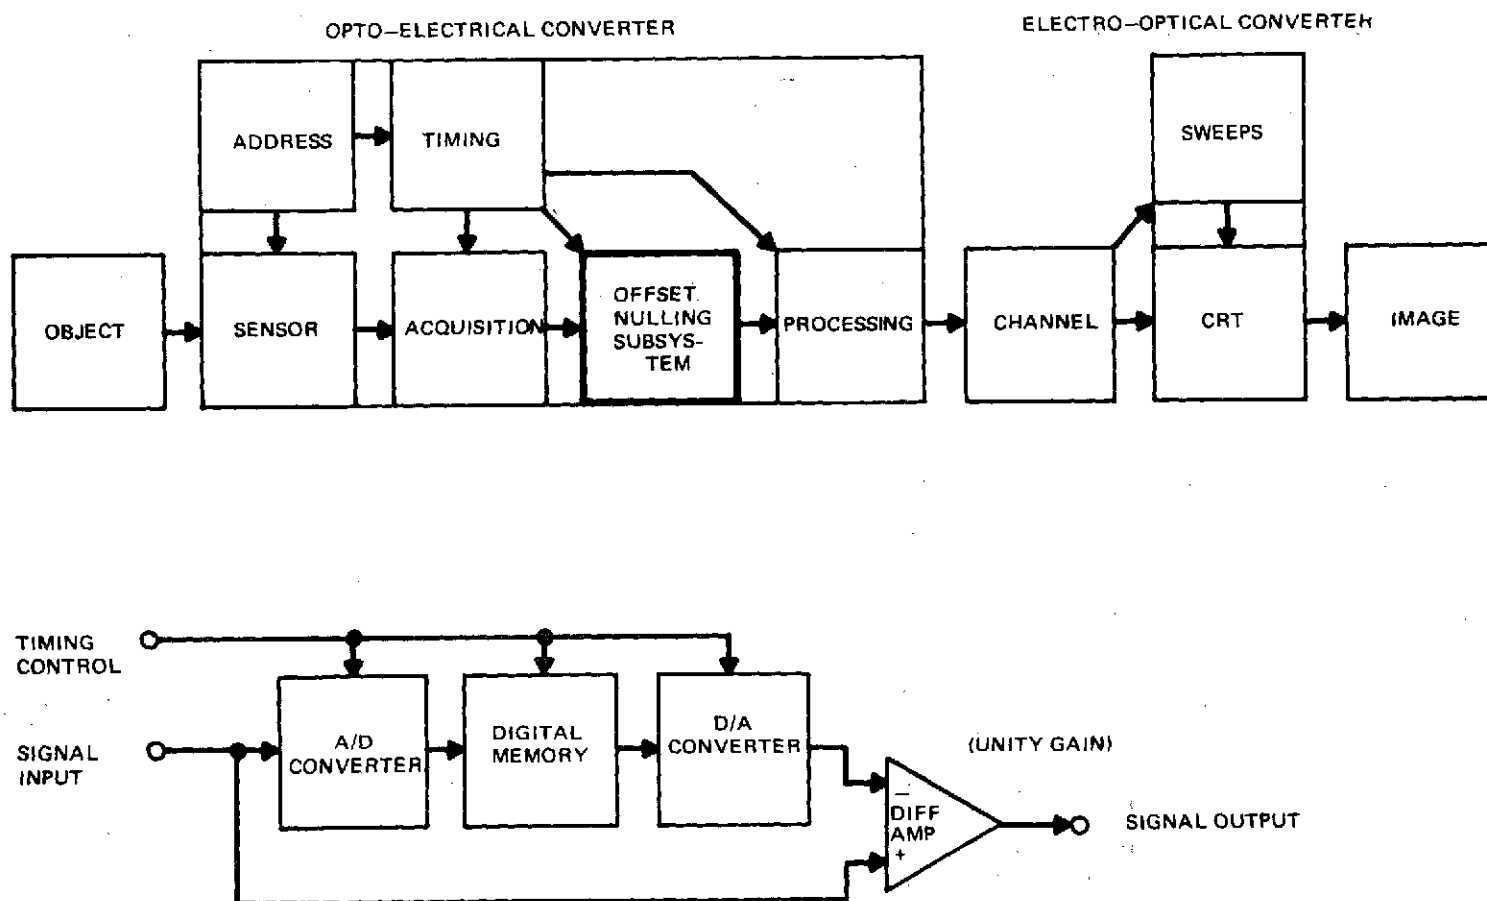 OPTO-ELECTRICAL CONVERTER
ELECTRO-OPTICAL CONVERTER
ADDRESS
TIMING
SWEEPS
OBJECT
SENSOR
ACQUISITION
OFFSET
NULLING
SUBSYS-
TEM
PROCESSING
CHANNEL
CRT
IMAGE
TIMING
CONTROL
SIGNAL
INPUT
A/D
CONVERTER
DIGITAL
MEMORY
D/A
CONVERTER
(UNITY GAIN)
−
DIFF
AMP
+
SIGNAL OUTPUT